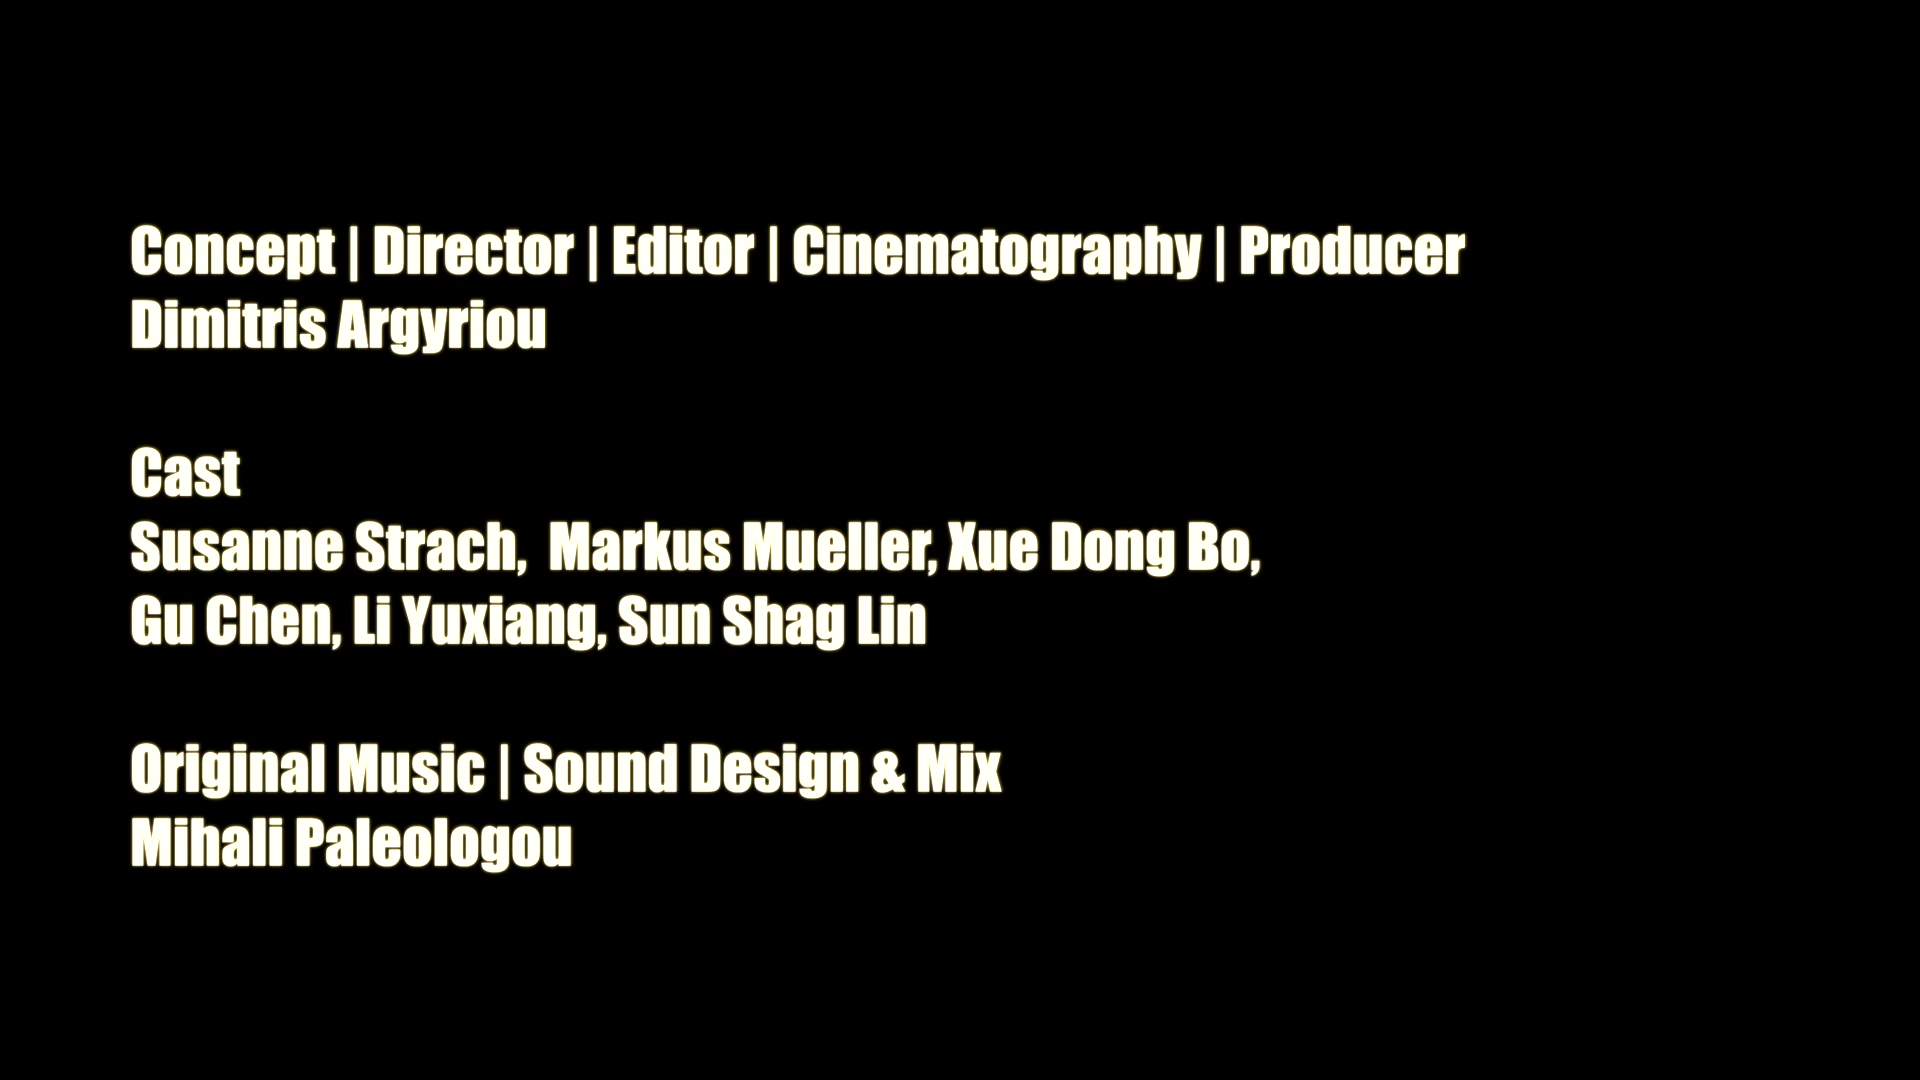 Concept | Director | Editor | Cinematography | Producer
Dimitris Argyriou
Cast
Susanne Strach,  Markus Mueller, Xue Dong Bo,
Gu Chen, Li Yuxiang, Sun Shag Lin
Original Music | Sound Design & Mix
Mihali Paleologou